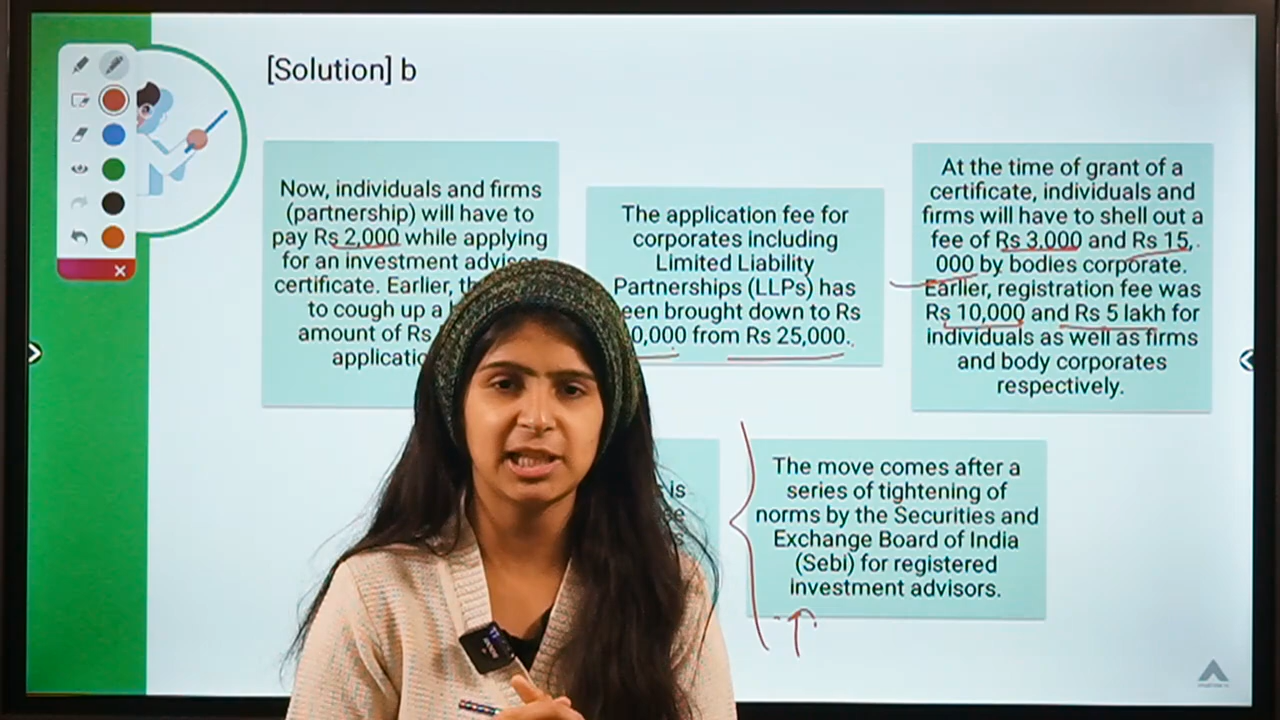 [Solution] b
Now, individuals and firms
(partnership) will have to
pay Rs 2,000 while applying
for an investment advisor
certificate. Earlier,
to cough up a
amount of Rs
At the time of grant of a
certificate, individuals and
firms will have to shell out a
fee of Rs 3,000 and Rs 15,
000 by bodies corporate.
Earlier, registration fee was
Rs 10,000 and Rs 5 lakh for
individuals as well as firms
and body corporates
respectively.
The application fee for
corporates including
Limited Liability
Partnerships (LLPs) has
been brought down to Rs
0,000 from Rs 25,000.
is
The move comes after a
series of tightening of
norms by the Securities and
Exchange Board of India
(Sebi) for registered
investment advisors.